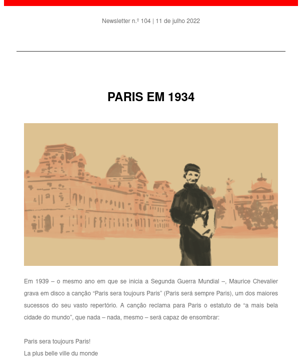 Newsletter n.º 104 | 11 de julho 2022
PARIS EM 1934
Em 1939 – o mesmo ano em que se inicia a Segunda Guerra Mundial –, Maurice Chevalier
grava em disco a canção “Paris sera toujours Paris” (Paris será sempre Paris), um dos maiores
sucessos do seu vasto repertório. A canção reclama para Paris o estatuto de “a mais bela
cidade do mundo”, que nada – nada, mesmo – será capaz de ensombrar:
Paris sera toujours Paris!
La plus belle ville du monde